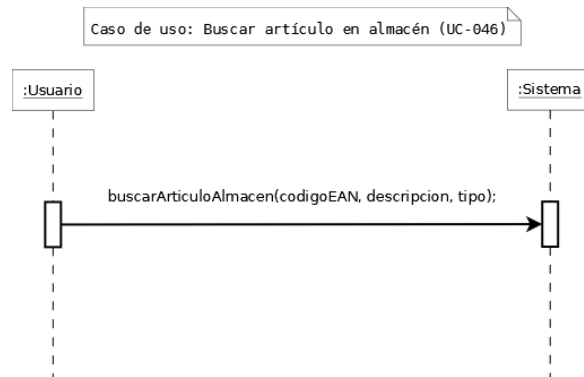 Caso de uso: Buscar artículo en almacén (UC-046)
:Usuario
:Sistema
buscarArticuloAlmacen(codigoEAN, descripcion, tipo);